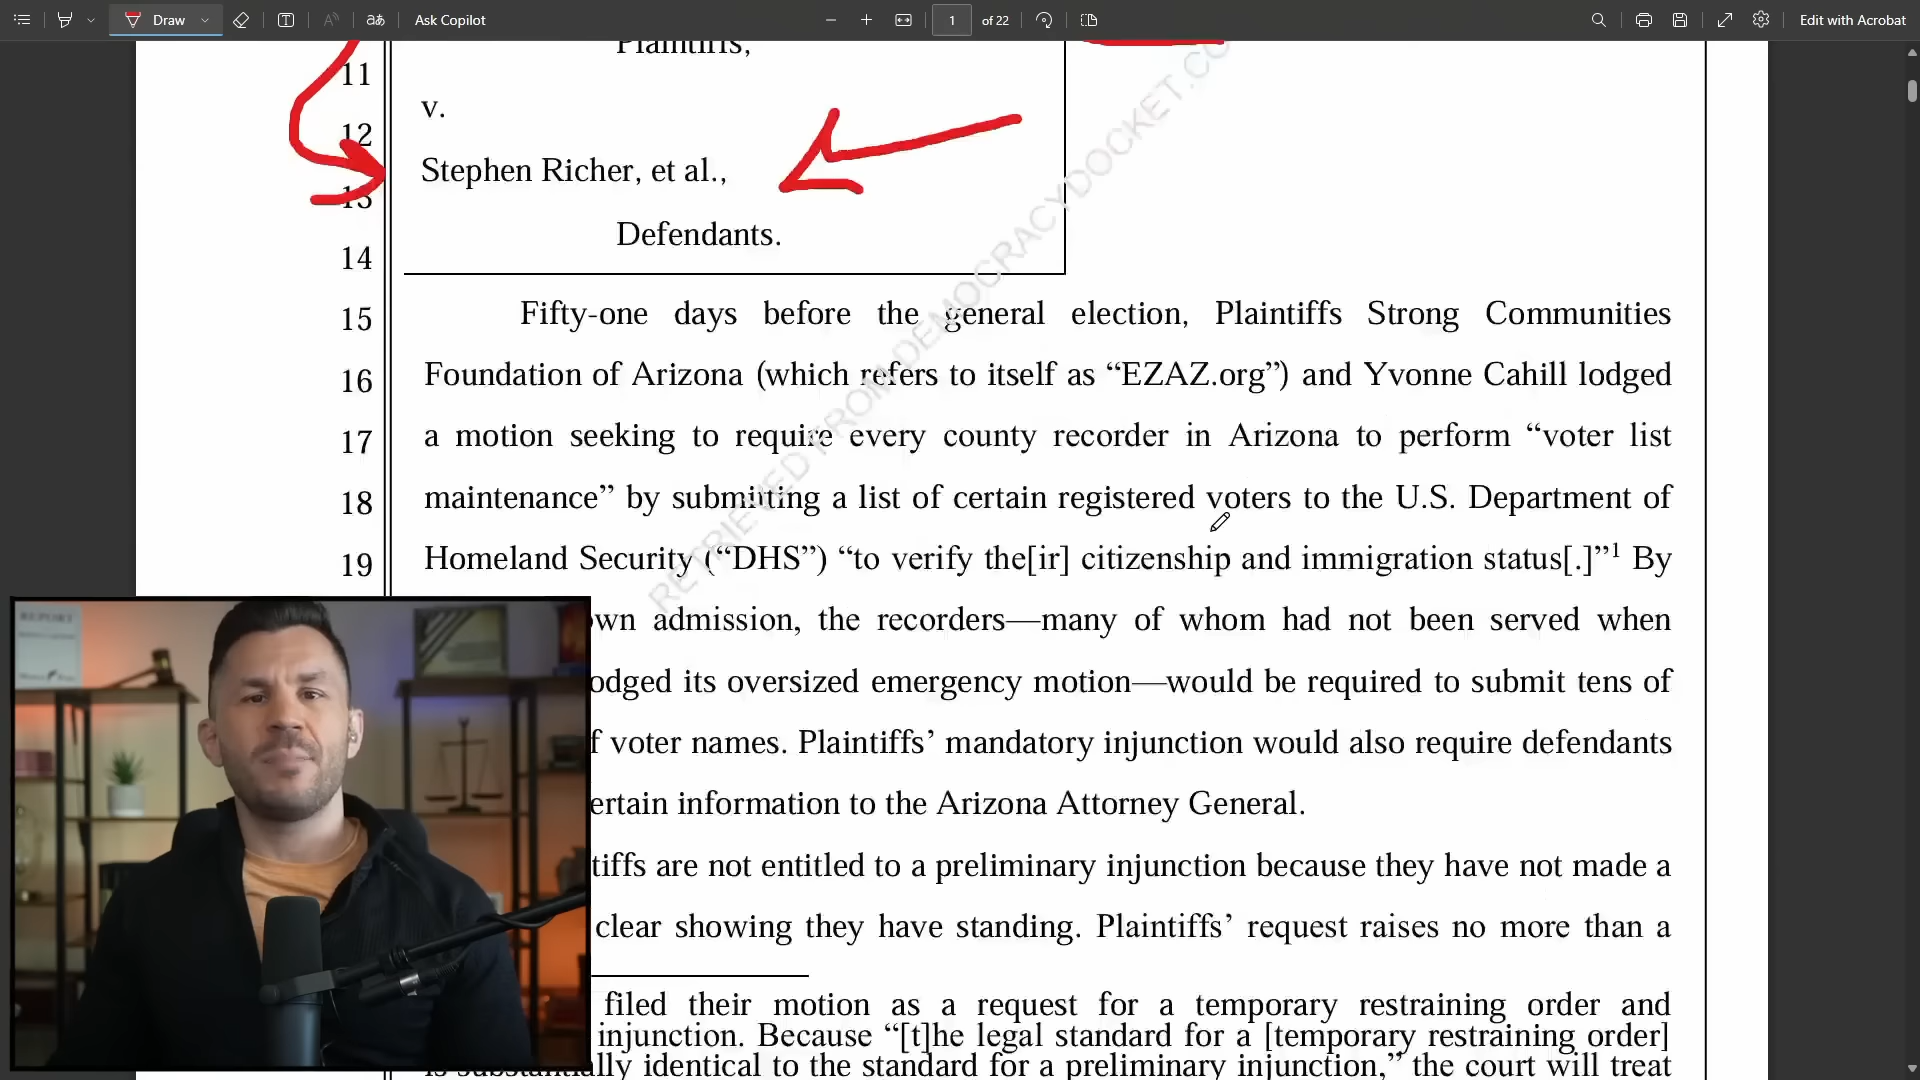 Draw
aあ
Ask Copilot
1 of 22
Edit with Acrobat
Plaintiffs,
11
v.
12
Stephen Richer, et al.,
13
Defendants.
14
15 Fifty-one days before the general election, Plaintiffs Strong Communities
16 Foundation of Arizona (which refers to itself as “EZAZ.org”) and Yvonne Cahill lodged
17 a motion seeking to require every county recorder in Arizona to perform “voter list
18 maintenance” by submitting a list of certain registered voters to the U.S. Department of
19 Homeland Security (“DHS”) “to verify the[ir] citizenship and immigration status[.]”1 By
own admission, the recorders—many of whom had not been served when
odged its oversized emergency motion—would be required to submit tens of
f voter names. Plaintiffs’ mandatory injunction would also require defendants
ertain information to the Arizona Attorney General.
tiffs are not entitled to a preliminary injunction because they have not made a
clear showing they have standing. Plaintiffs’ request raises no more than a
filed their motion as a request for a temporary restraining order and
injunction. Because “[t]he legal standard for a [temporary restraining order]
is substantially identical to the standard for a preliminary injunction,” the court will treat
RETRIEVED FROM DEMOCRACYDOCKET.CO
REPORT